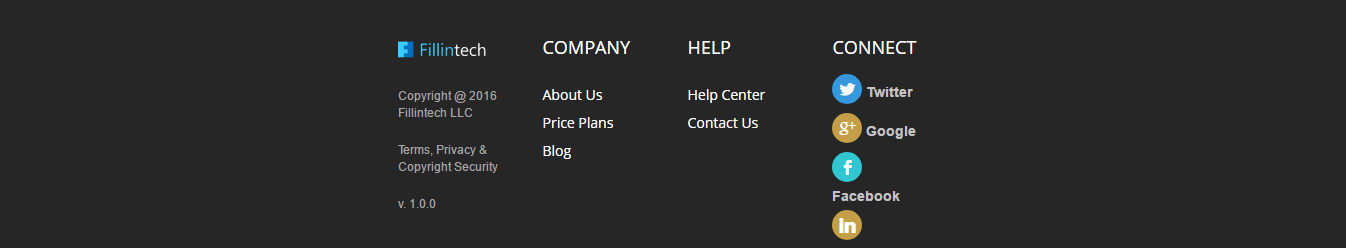 Fillintech
Copyright @ 2016
Fillintech LLC
Terms, Privacy &
Copyright Security
v. 1.0.0
COMPANY
About Us
Price Plans
Blog
HELP
Help Center
Contact Us
CONNECT
Twitter
g+ Google
f
Facebook
in